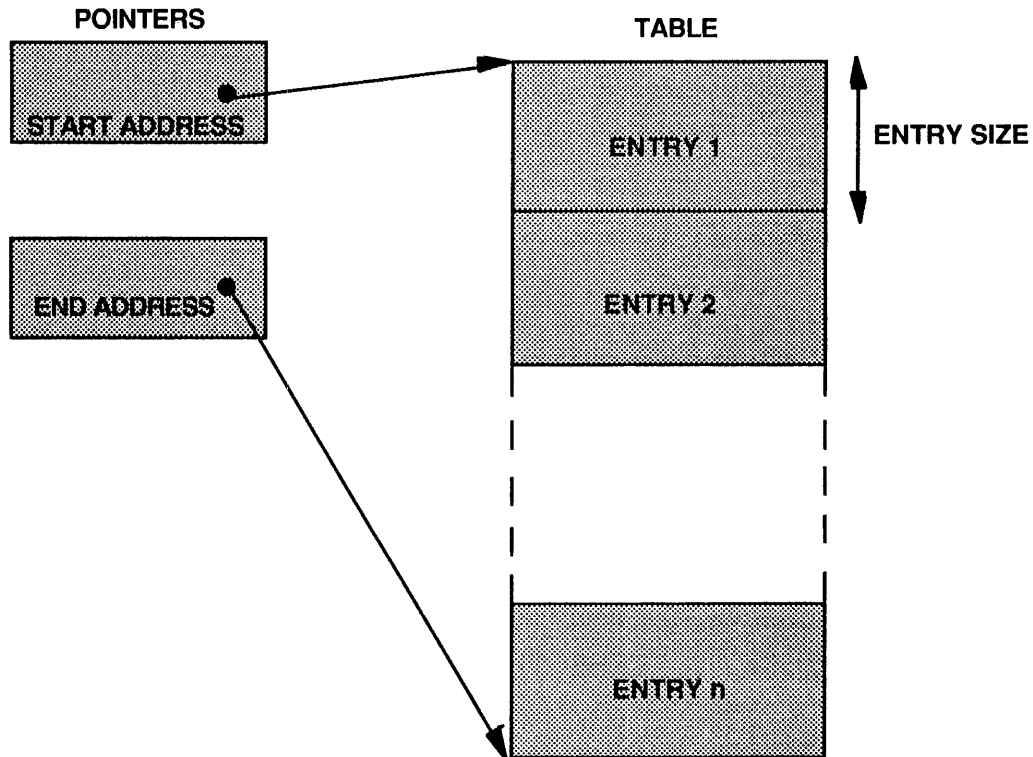 POINTERS
TABLE
START ADDRESS
ENTRY 1
ENTRY SIZE
END ADDRESS
ENTRY 2
ENTRY n